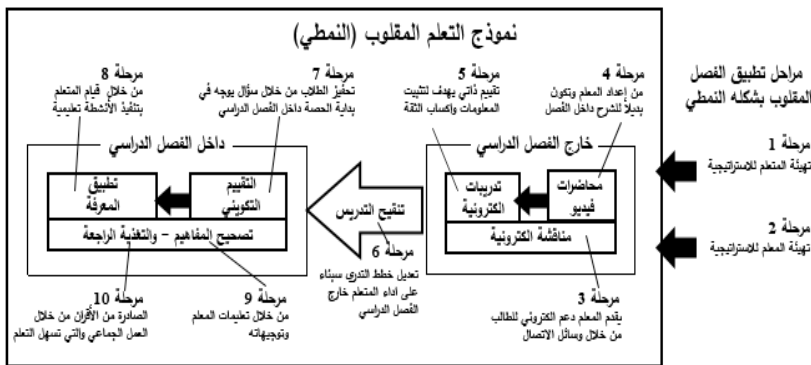 نموذج التعلم المقلوب (النمطي)
مراحل تطبيق الفصل
المقلوب بشكله النمطي
مرحلة 1
تهيئة المتعلم للاستراتيجية
مرحلة 2
تهيئة المعلم للاستراتيجية
مرحلة 4
من إعداد المعلم وتكون
بديلاً للشرح داخل الفصل
مرحلة 5
تقييم ذاتي يهدف لتثبيت
المعلومات وإكساب الثقة
خارج الفصل الدراسي
محاضرات
فيديو
تدريبات
الكترونية
مناقشة الكترونية
مرحلة 3
يقدم المعلم دعم الكتروني للطالب
من خلال وسائل الاتصال
تنقيح التدريس
مرحلة 6
تعديل خطط التدري سبناء
على اداء المتعلم خارج
الفصل الدراسي
مرحلة 7
تحفيز الطلاب من خلال سؤال يوجه في
بداية الحصة داخل الفصل الدراسي
مرحلة 8
من خلال قيام المتعلم
بتنفيذ الأنشطة تعليمية
داخل الفصل الدراسي
التقييم
التكويني
تطبيق
المعرفة
تصحيح المفاهيم – والتغذية الراجعة
مرحلة 9
من خلال تعليمات المعلم
وتوجيهاته
مرحلة 10
الصادرة من الأقران من خلال
العمل الجماعي والتي تسهل التعلم